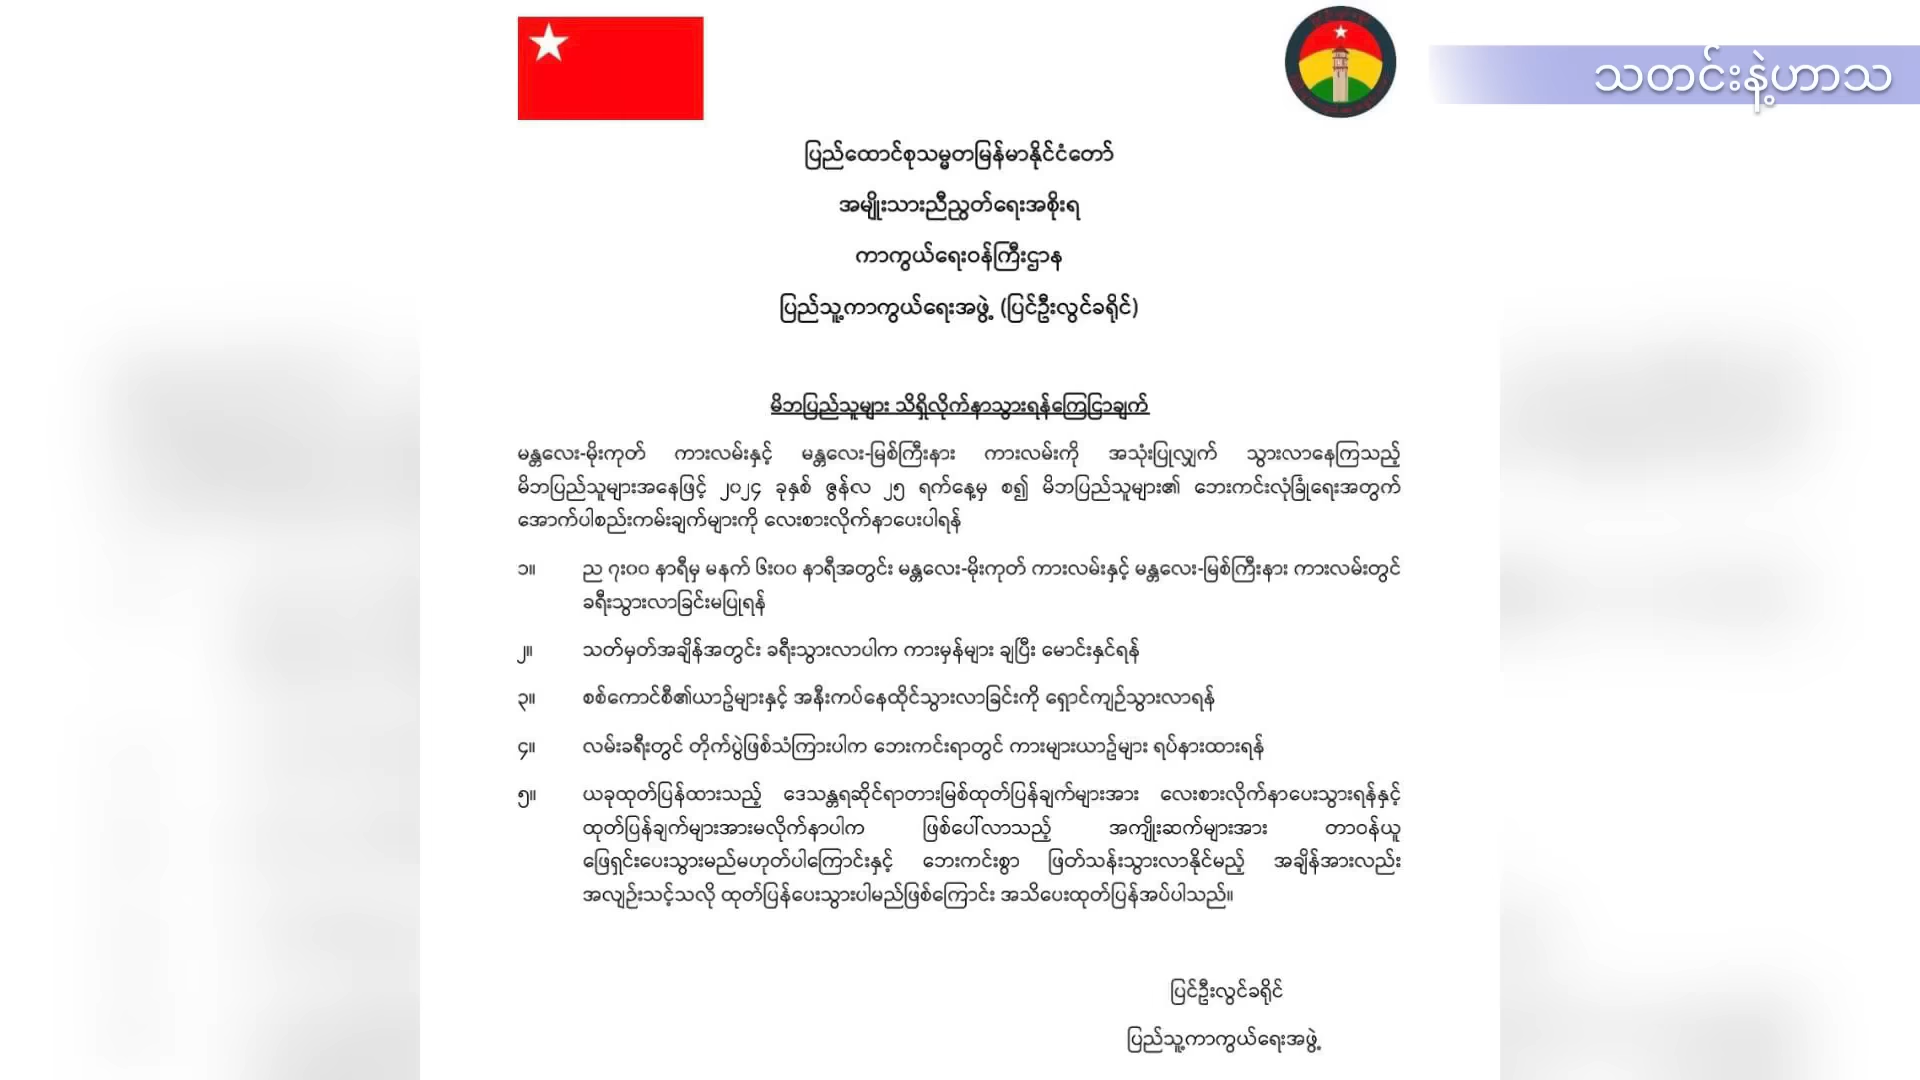 သတင်းနဲ့ဟာသ
ပြည်ထောင်စုသမ္မတမြန်မာနိုင်ငံတော်
အမျိုးသားညီညွတ်ရေးအစိုးရ
ကာကွယ်ရေးဝန်ကြီးဌာန
ပြည်သူ့ကာကွယ်ရေးအဖွဲ့ (ပြင်ဦးလွင်ခရိုင်)
မိဘပြည်သူများ သိရှိလိုက်နာသွားရန်ကြေငြာချက်
မန္တလေး-မိုးကုတ် ကားလမ်းနှင့် မန္တလေး-မြစ်ကြီးနား ကားလမ်းကို အသုံးပြုလျှက် သွားလာနေကြသည့်
မိဘပြည်သူများအနေဖြင့် ၂၀၂၄ ခုနှစ် ဇွန်လ ၂၅ ရက်နေ့မှ စ၍ မိဘပြည်သူများ၏ ဘေးကင်းလုံခြုံရေးအတွက်
အောက်ပါစည်းကမ်းချက်များကို လေးစားလိုက်နာပေးပါရန်
၁။ ည ၇း၀၀ နာရီမှ မနက် ၆း၀၀ နာရီအတွင်း မန္တလေး-မိုးကုတ် ကားလမ်းနှင့် မန္တလေး-မြစ်ကြီးနား ကားလမ်းတွင်
ခရီးသွားလာခြင်းမပြုရန်
၂။ သတ်မှတ်အချိန်အတွင်း ခရီးသွားလာပါက ကားမှန်များ ချပြီး မောင်းနှင်ရန်
၃။ စစ်ကောင်စီ၏ယာဥ်များနှင့် အနီးကပ်နေထိုင်သွားလာခြင်းကို ရှောင်ကျဉ်သွားလာရန်
၄။ လမ်းခရီးတွင် တိုက်ပွဲဖြစ်သံကြားပါက ဘေးကင်းရာတွင် ကားများယာဥ်များ ရပ်နားထားရန်
၅။ ယခုထုတ်ပြန်ထားသည့် ဒေသန္တရဆိုင်ရာတားမြစ်ထုတ်ပြန်ချက်များအား လေးစားလိုက်နာပေးသွားရန်နှင့်
ထုတ်ပြန်ချက်များအားမလိုက်နာပါက ဖြစ်ပေါ်လာသည့် အကျိုးဆက်များအား တာဝန်ယူ
ဖြေရှင်းပေးသွားမည်မဟုတ်ပါကြောင်းနှင့် ဘေးကင်းစွာ ဖြတ်သန်းသွားလာနိုင်မည့် အချိန်အားလည်း
အလျဉ်းသင့်သလို ထုတ်ပြန်ပေးသွားပါမည်ဖြစ်ကြောင်း အသိပေးထုတ်ပြန်အပ်ပါသည်။
ပြင်ဦးလွင်ခရိုင်
ပြည်သူ့ကာကွယ်ရေးအဖွဲ့